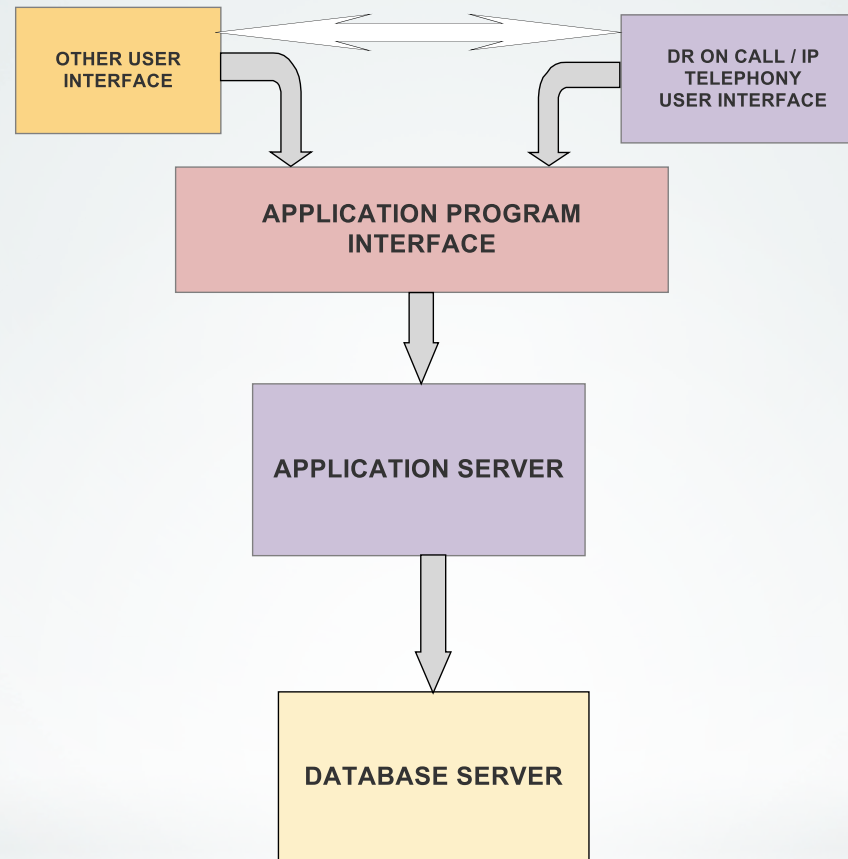 OTHER USER
INTERFACE
DR ON CALL / IP
TELEPHONY
USER INTERFACE
APPLICATION PROGRAM
INTERFACE
APPLICATION SERVER
DATABASE SERVER